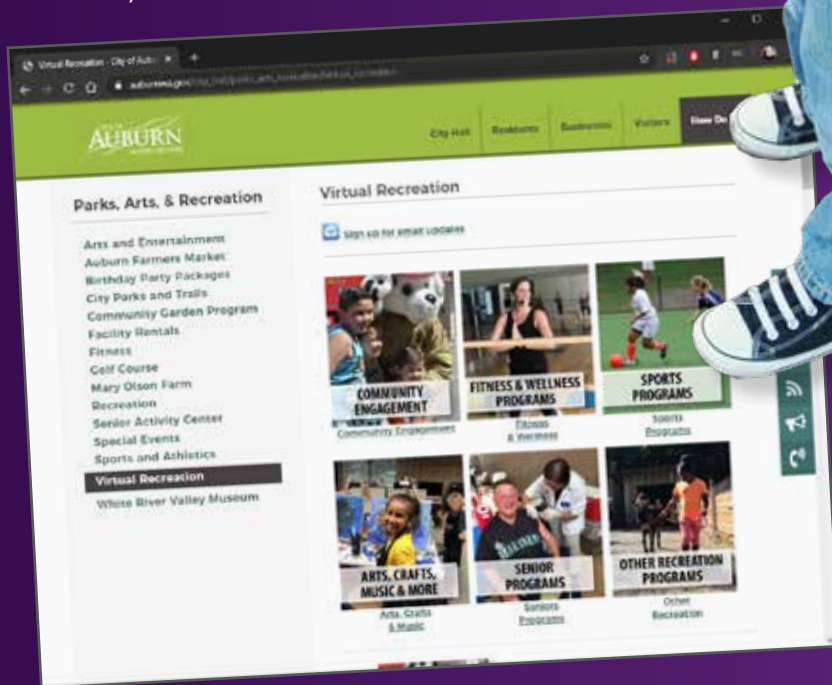 Virtual Recreation - City of Aub
AUBURN
City Hall
Residents
Businesses
Visitors
How Do
Parks, Arts, & Recreation
Arts and Entertainment
Auburn Farmers Market
Birthday Party Packages
City Parks and Trails
Community Garden Program
Facility Rentals
Fitness
Golf Course
Mary Olson Farm
Recreation
Senior Activity Center
Special Events
Sports and Athletics
Virtual Recreation
White River Valley Museum
Virtual Recreation
Sign up for email updates
COMMUNITY
ENGAGEMENT
Community Engagement
FITNESS & WELLNESS
PROGRAMS
Fitness
& Wellness
SPORTS
PROGRAMS
Sports
Programs
ARTS, CRAFTS,
MUSIC & MORE
Arts, Crafts
& Music
SENIOR
PROGRAMS
Seniors
Programs
OTHER RECREATION
PROGRAMS
Other
Recreation